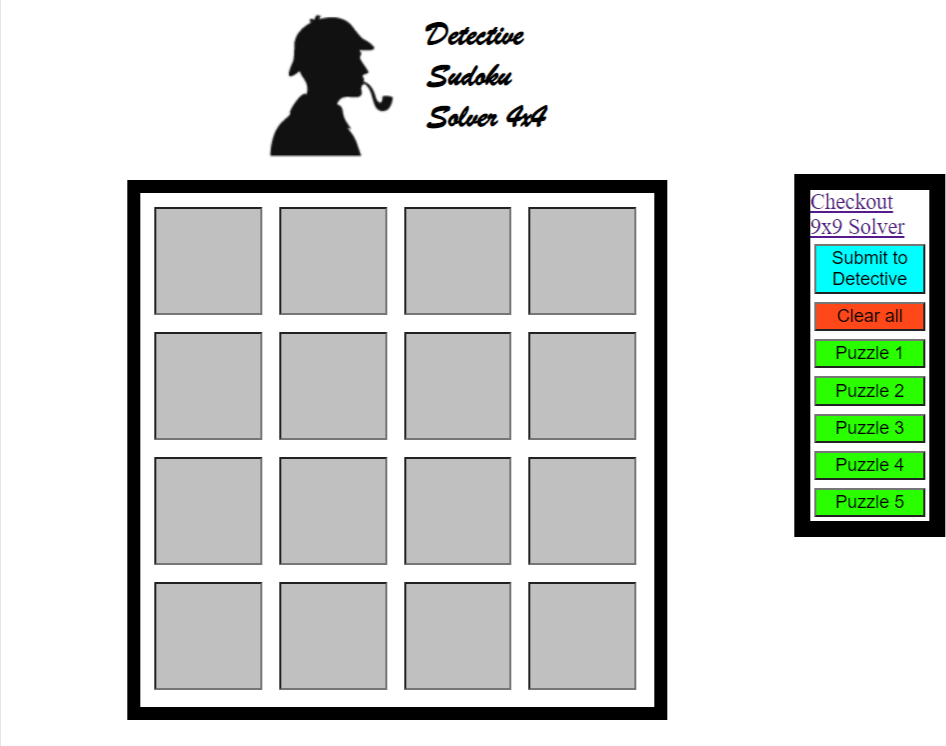 Detective
Sudoku
Solver 4x4
Checkout
9x9 Solver
Submit to
Detective
Clear all
Puzzle 1
Puzzle 2
Puzzle 3
Puzzle 4
Puzzle 5